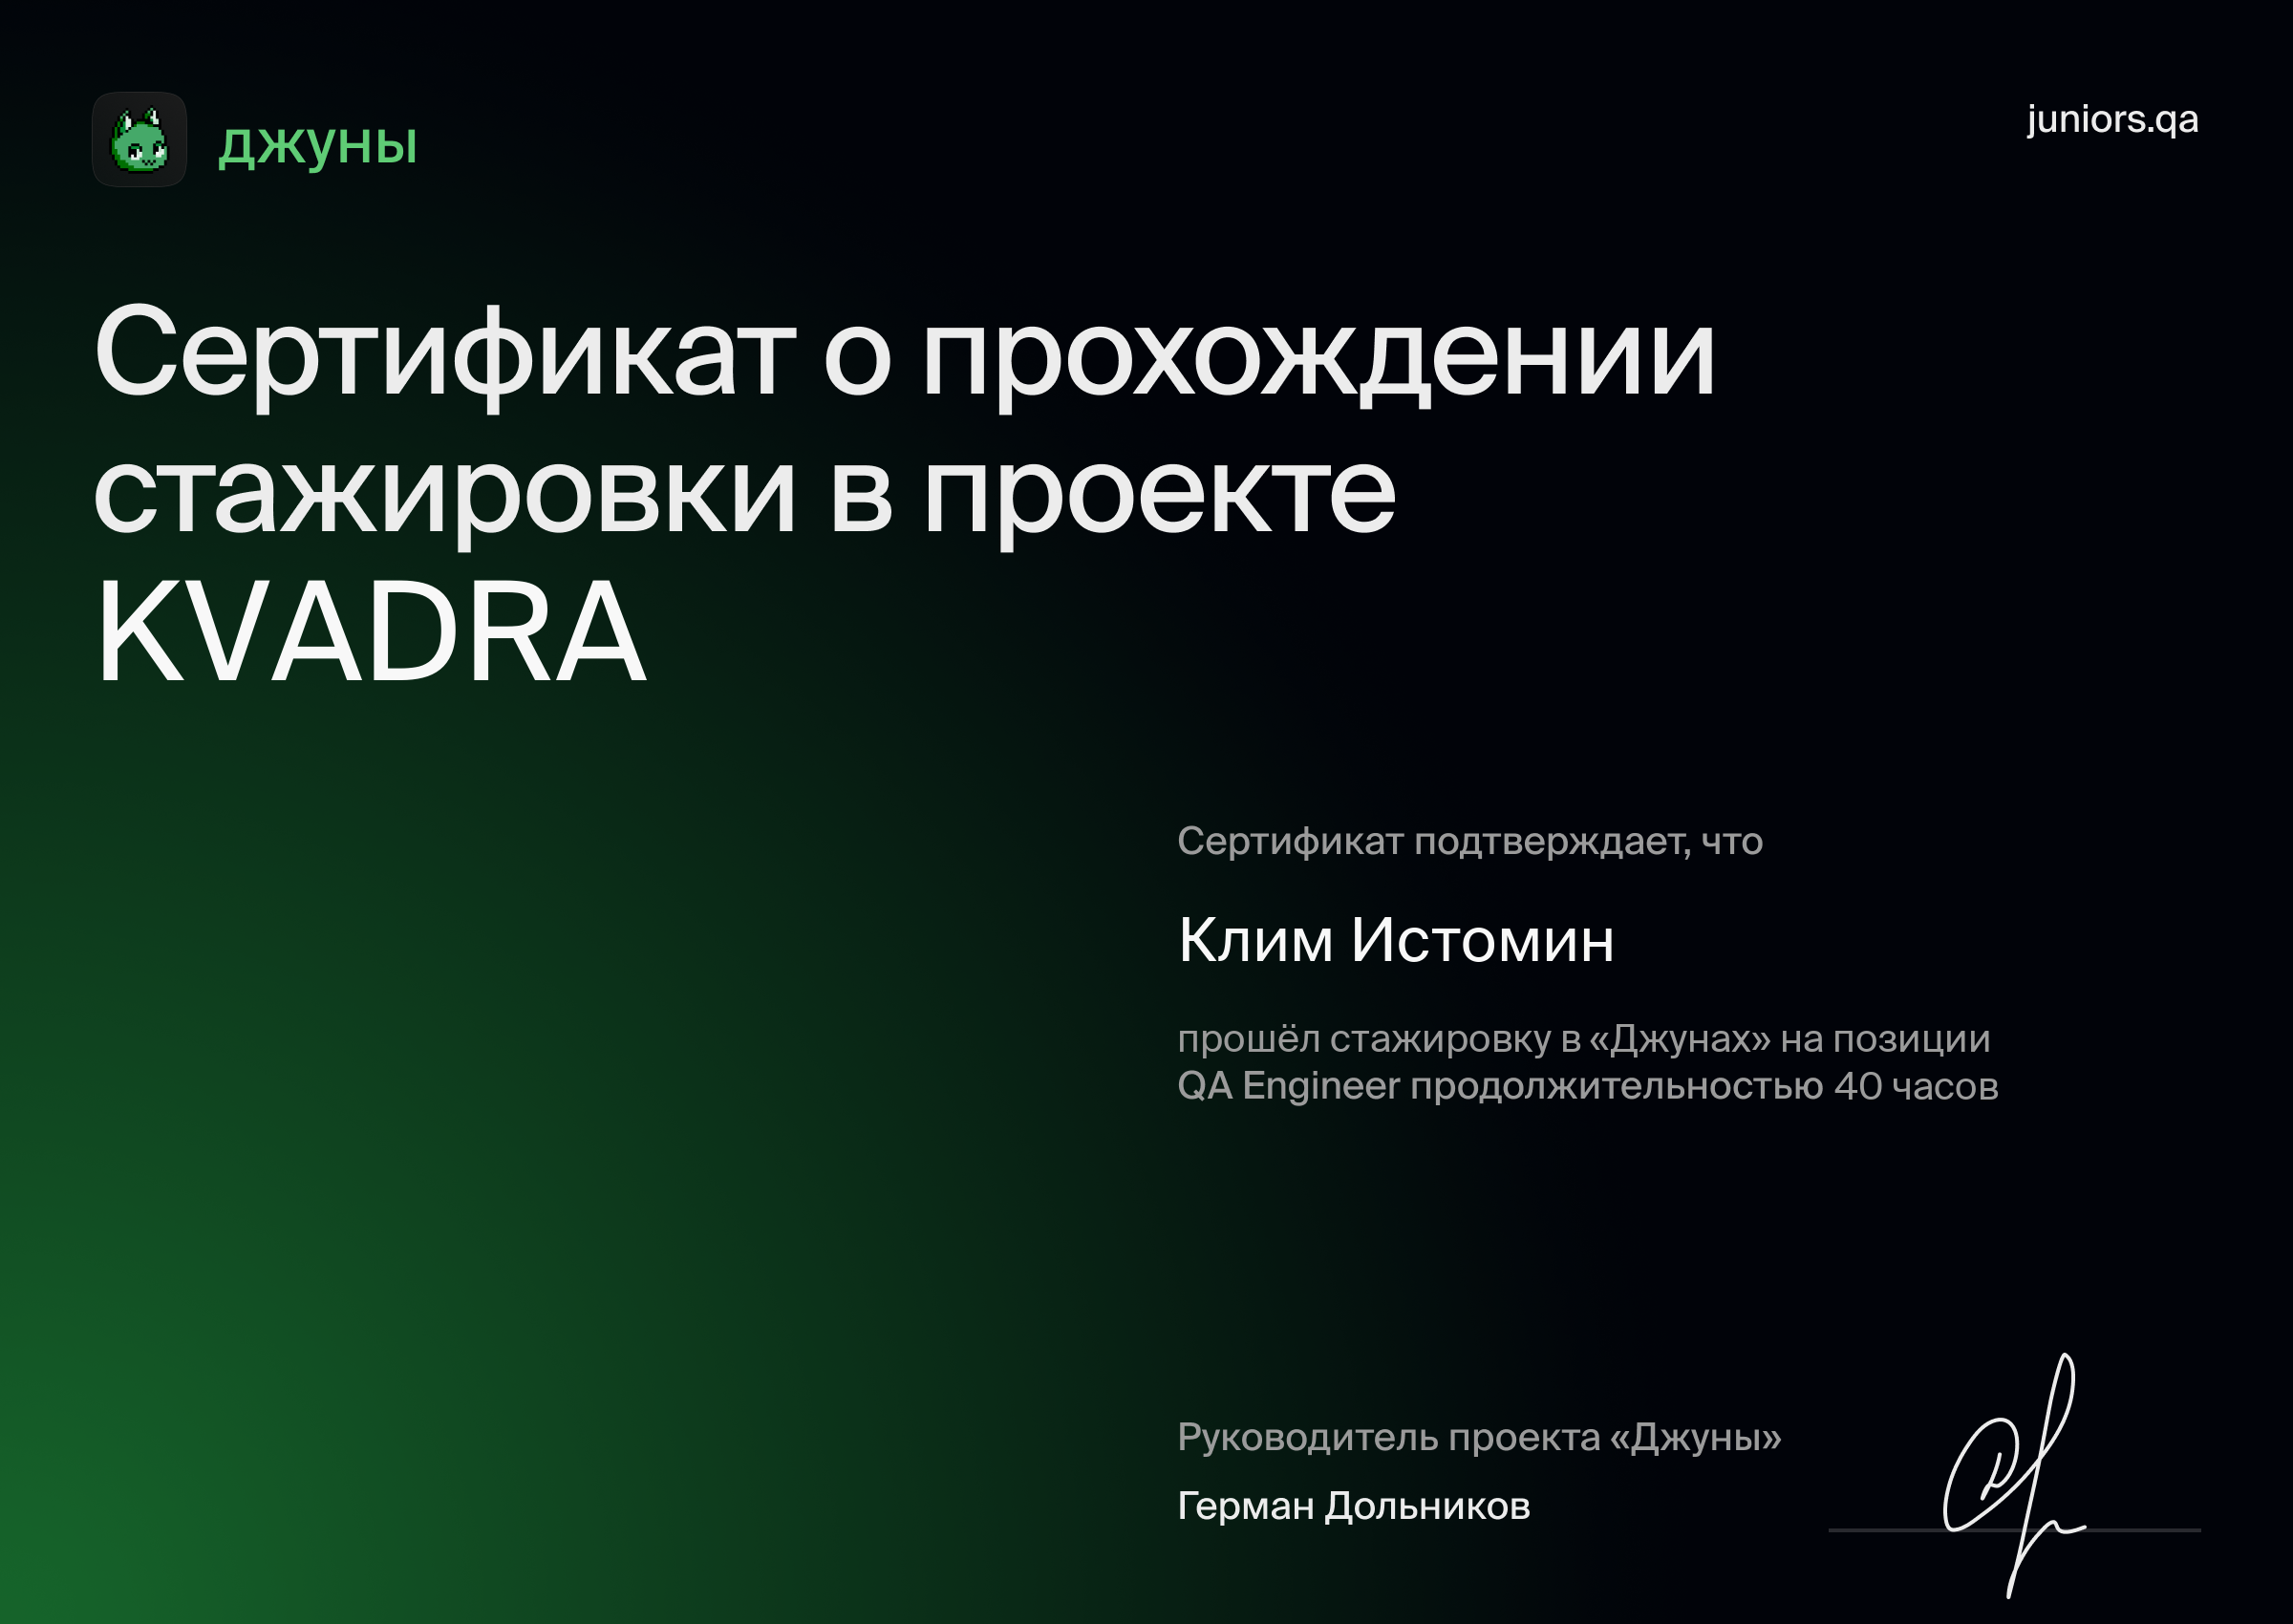 джуны
juniors.qa
Сертификат о прохождении
стажировки в проекте
KVADRA
Сертификат подтверждает, что
Клим Истомин
прошёл стажировку в «Джунах» на позиции
QA Engineer продолжительностью 40 часов
Руководитель проекта «Джуны»
Герман Дольников